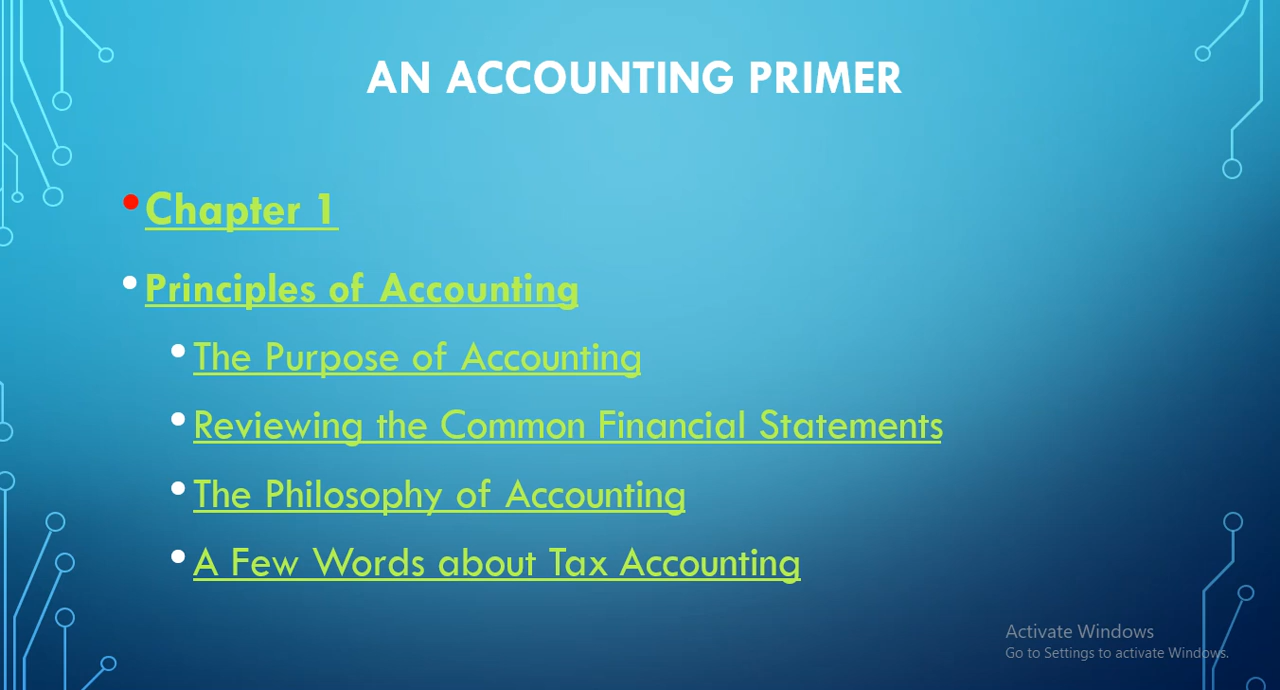 AN ACCOUNTING PRIMER
Chapter 1
Principles of Accounting
The Purpose of Accounting
Reviewing the Common Financial Statements
The Philosophy of Accounting
A Few Words about Tax Accounting
Activate Windows
Go to Settings to activate Windows.